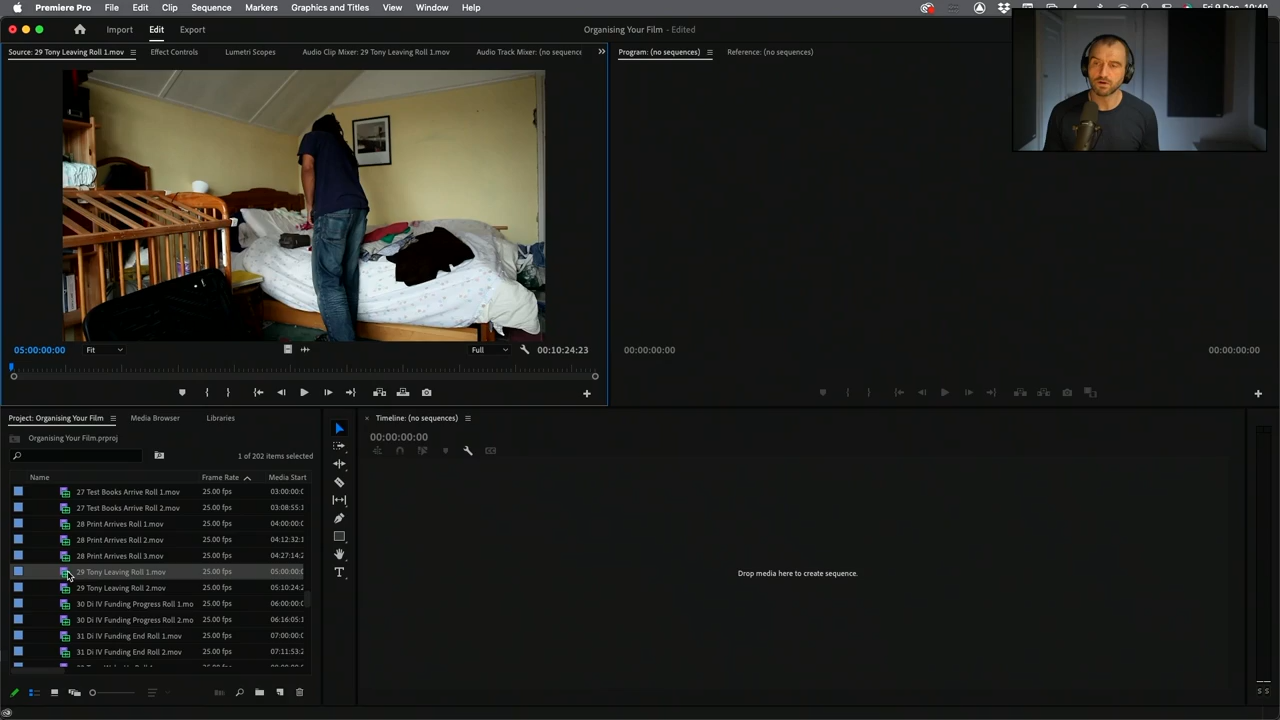 Premiere Pro File Edit Clip Sequence Markers Graphics and Titles View Window Help
Import Edit Export
Organising Your Film - Edited
Source: 29 Tony Leaving Roll 1.mov Effect Controls Lumetri Scopes Audio Clip Mixer: 29 Tony Leaving Roll 1.mov Audio Track Mixer: (no sequence
Program: (no sequences) Reference: (no sequences)
05:00:00:00 Fit Full 00:10:24:23
00:00:00:00 00:00:00:00
Project: Organising Your Film Media Browser Libraries
Organising Your Film.prproj
1 of 202 items selected
Name Frame Rate Media Start
27 Test Books Arrive Roll 1.mov 25.00 fps 03:00:00:0
27 Test Books Arrive Roll 2.mov 25.00 fps 03:08:55:1
28 Print Arrives Roll 1.mov 25.00 fps 04:00:00:0
28 Print Arrives Roll 2.mov 25.00 fps 04:12:32:1
28 Print Arrives Roll 3.mov 25.00 fps 04:27:14:2
29 Tony Leaving Roll 1.mov 25.00 fps 05:00:00:0
29 Tony Leaving Roll 2.mov 25.00 fps 05:10:24:2
30 Di IV Funding Progress Roll 1.mo 25.00 fps 06:00:00:0
30 Di IV Funding Progress Roll 2.mo 25.00 fps 06:16:05:1
31 Di IV Funding End Roll 1.mov 25.00 fps 07:00:00:0
31 Di IV Funding End Roll 2.mov 25.00 fps 07:11:53:2
Timeline: (no sequences)
00:00:00:00
Drop media here to create sequence.
S S